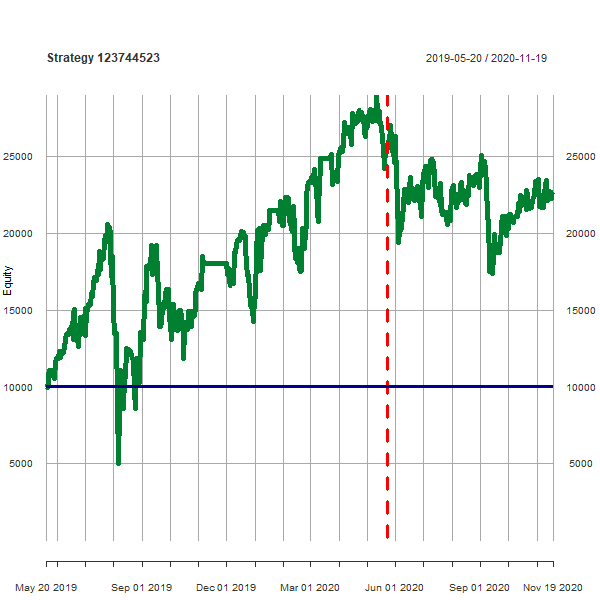 Strategy 123744523
2019-05-20 / 2020-11-19
25000
25000
20000
20000
Equity
15000
15000
10000
10000
5000
5000
May 20 2019
Sep 01 2019
Dec 01 2019
Mar 01 2020
Jun 01 2020
Sep 01 2020
Nov 19 2020